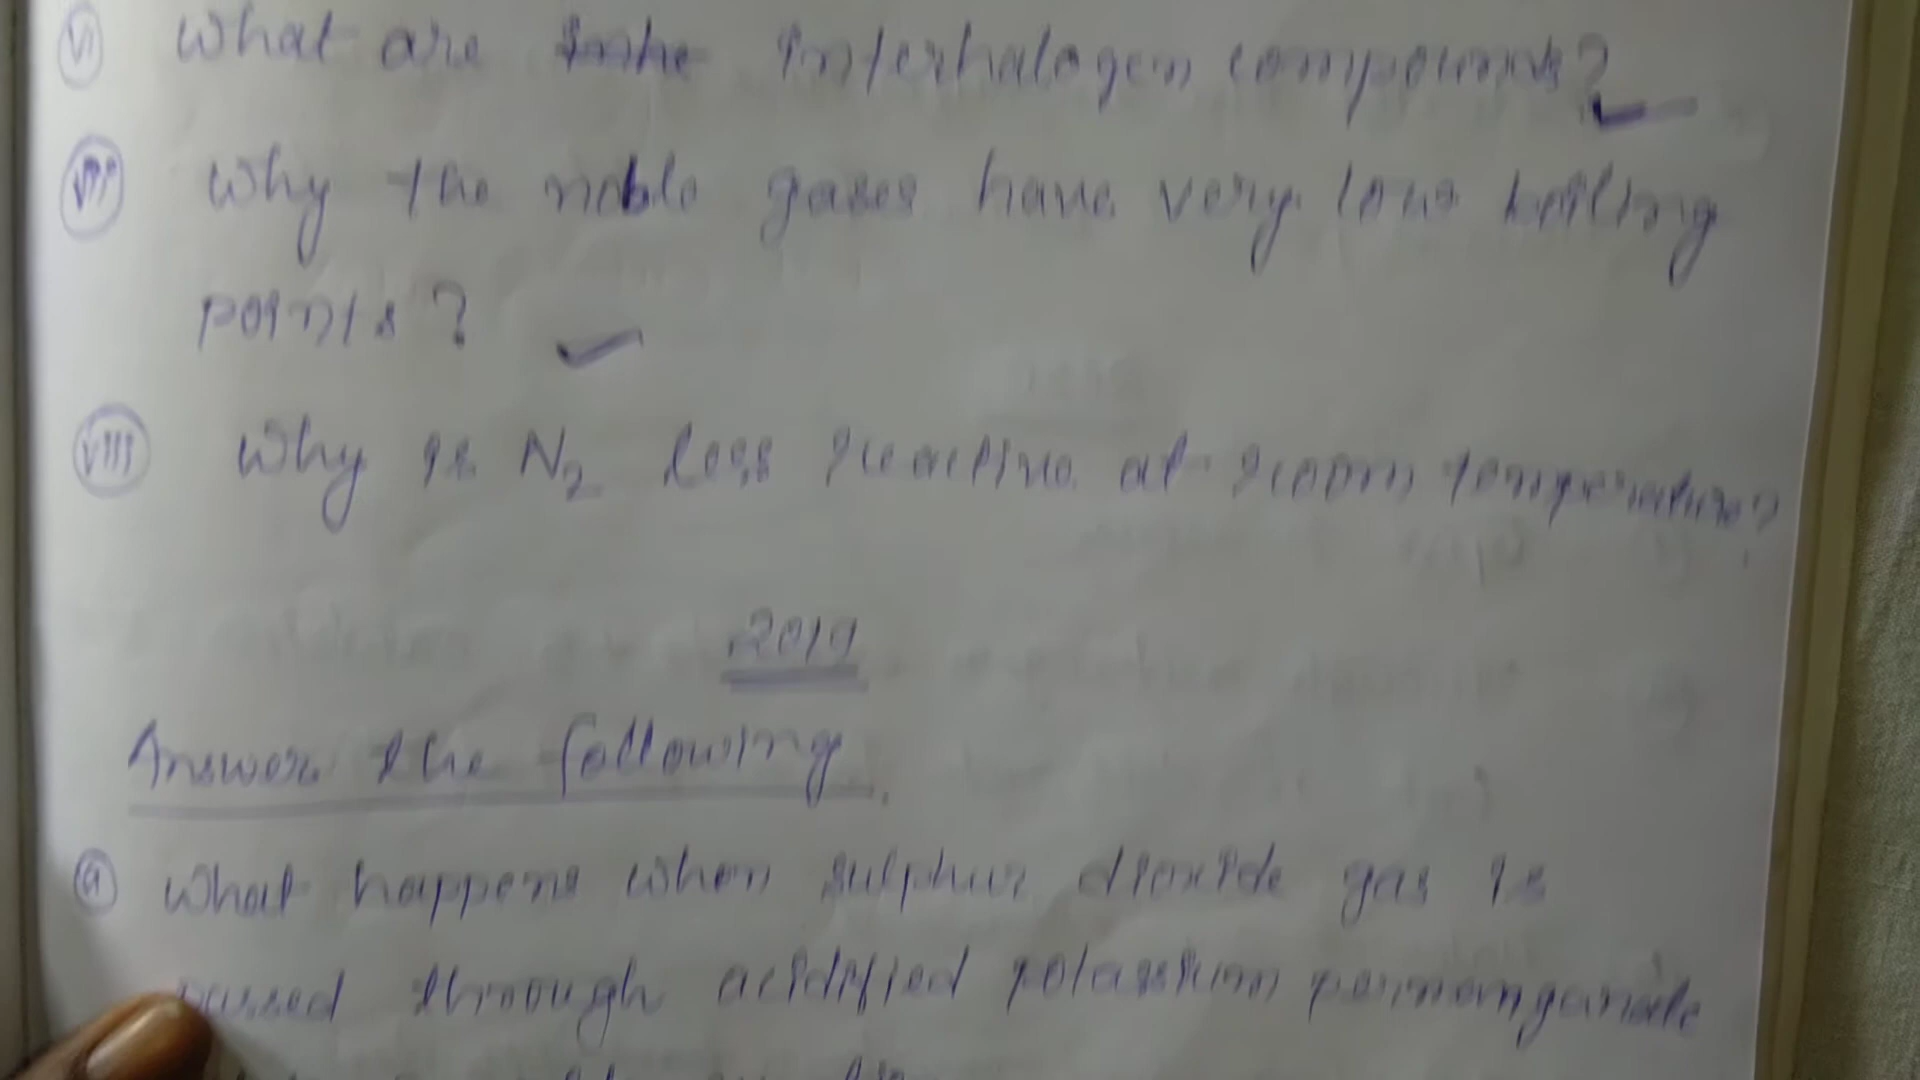 vi What are Interhalogen compounds?
vii Why the noble gases have very low boiling
points?
viii Why is N2 less reactive at room temperature?
2019
Answer the following.
a What happens when sulphur dioxide gas is
passed through acidified potassium permanganate